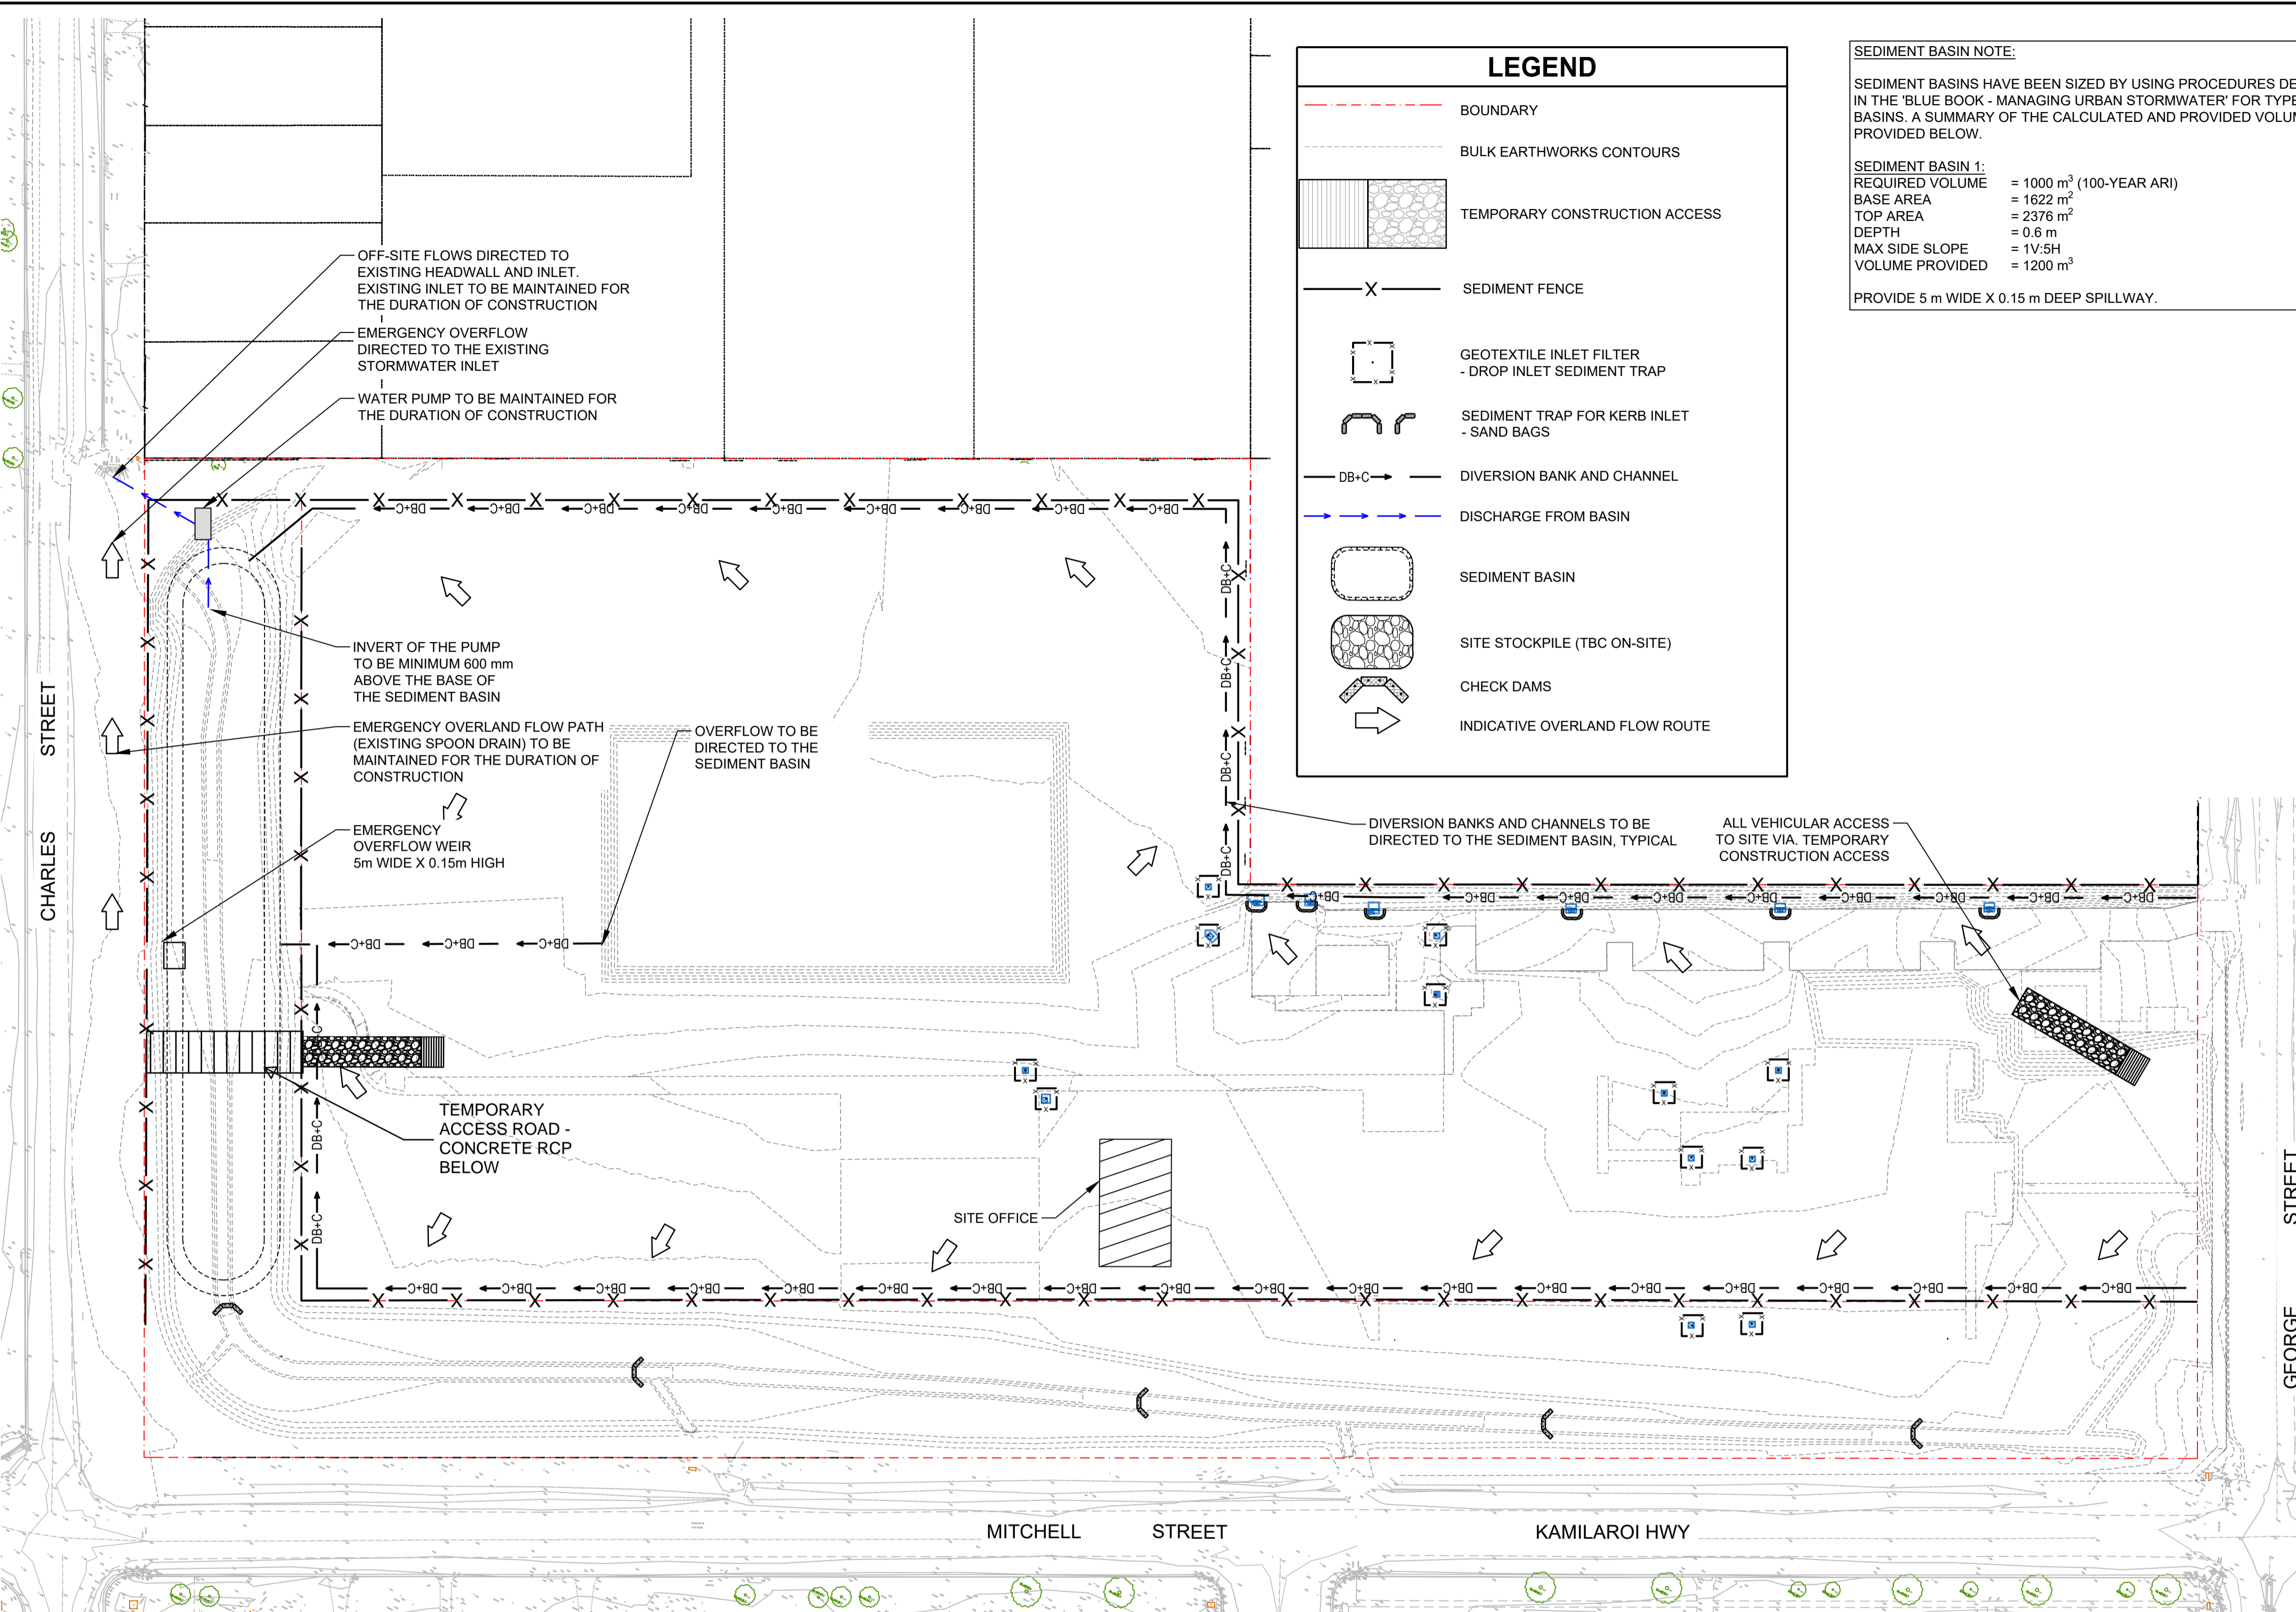 LEGEND
BOUNDARY
BULK EARTHWORKS CONTOURS
TEMPORARY CONSTRUCTION ACCESS
X
SEDIMENT FENCE
GEOTEXTILE INLET FILTER
- DROP INLET SEDIMENT TRAP
SEDIMENT TRAP FOR KERB INLET
- SAND BAGS
DB+C
DIVERSION BANK AND CHANNEL
DISCHARGE FROM BASIN
SEDIMENT BASIN
SITE STOCKPILE (TBC ON-SITE)
CHECK DAMS
INDICATIVE OVERLAND FLOW ROUTE
SEDIMENT BASIN NOTE:
SEDIMENT BASINS HAVE BEEN SIZED BY USING PROCEDURES
IN THE 'BLUE BOOK - MANAGING URBAN STORMWATER' FOR TYPE
BASINS. A SUMMARY OF THE CALCULATED AND PROVIDED
PROVIDED BELOW.
SEDIMENT BASIN 1:
REQUIRED VOLUME = 1000 m³ (100-YEAR ARI)
BASE AREA = 1622 m²
TOP AREA = 2376 m²
DEPTH = 0.6 m
MAX SIDE SLOPE = 1V:5H
VOLUME PROVIDED = 1200 m³
PROVIDE 5 m WIDE X 0.15 m DEEP SPILLWAY.
OFF-SITE FLOWS DIRECTED TO
EXISTING HEADWALL AND INLET.
EXISTING INLET TO BE MAINTAINED FOR
THE DURATION OF CONSTRUCTION
EMERGENCY OVERFLOW
DIRECTED TO THE EXISTING
STORMWATER INLET
WATER PUMP TO BE MAINTAINED FOR
THE DURATION OF CONSTRUCTION
INVERT OF THE PUMP
TO BE MINIMUM 600 mm
ABOVE THE BASE OF
THE SEDIMENT BASIN
EMERGENCY OVERLAND FLOW PATH
(EXISTING SPOON DRAIN) TO BE
MAINTAINED FOR THE DURATION OF
CONSTRUCTION
OVERFLOW TO BE
DIRECTED TO THE
SEDIMENT BASIN
EMERGENCY
OVERFLOW WEIR
5m WIDE X 0.15m HIGH
DIVERSION BANKS AND CHANNELS TO BE
DIRECTED TO THE SEDIMENT BASIN, TYPICAL
ALL VEHICULAR ACCESS
TO SITE VIA. TEMPORARY
CONSTRUCTION ACCESS
TEMPORARY
ACCESS ROAD -
CONCRETE RCP
BELOW
SITE OFFICE
CHARLES STREET
GEORGE STREET
MITCHELL STREET
KAMILAROI HWY